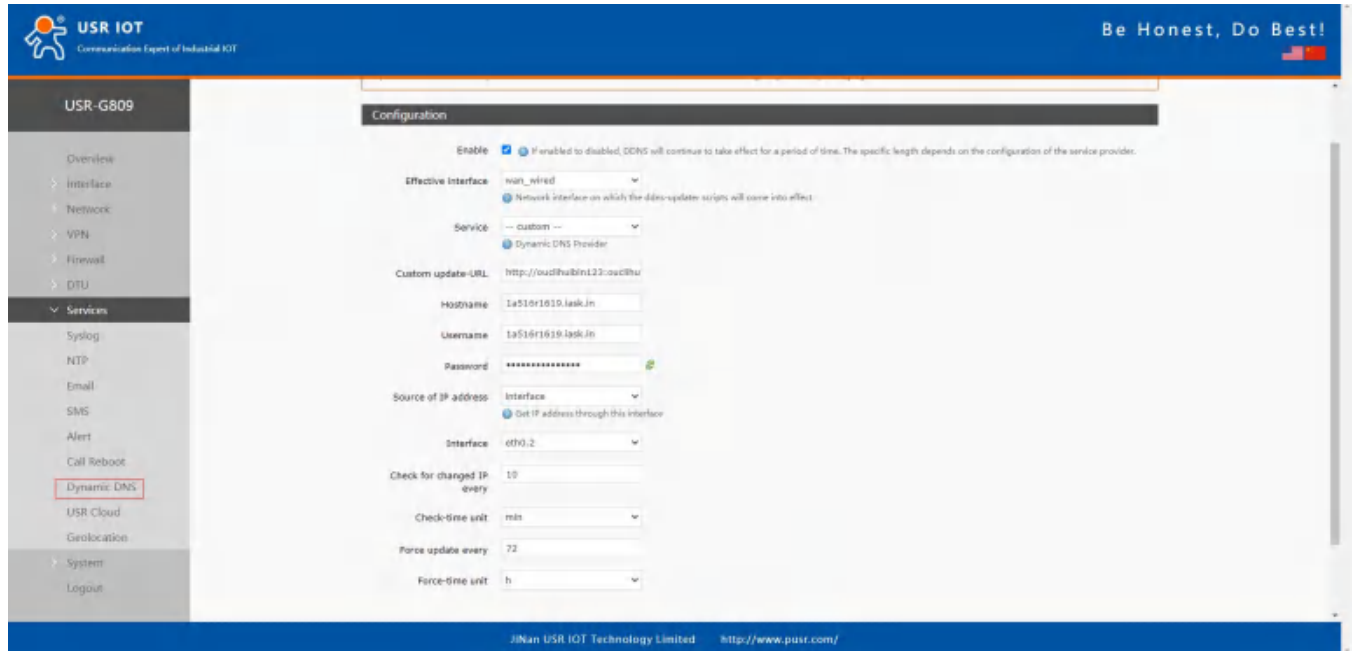 USR IOT
Communication Expert of Industrial IOT
Be Honest, Do Best!
USR-G809
Overview
Interface
Network
VPN
Firewall
DTU
Services
Syslog
NTP
Email
SMS
Alert
Call Reboot
Dynamic DNS
USR Cloud
Geolocation
System
Logout
Configuration
Enable If enabled to disabled, DDNS will continue to take effect for a period of time. The specific length depends on the configuration of the service provider.
Effective Interface wan_wired
Network interface on which the ddns-updater scripts will come into effect
Service -- custom --
Dynamic DNS Provider
Custom update-URL
Hostname 1a516r1619.iask.in
Username 1a516r1619.iask.in
Password ***************
Source of IP address Interface
Get IP address through this interface
Interface eth0.2
Check for changed IP every 10
Check-time unit min
Force update every 72
Force-time unit h
JiNan USR IOT Technology Limited http://www.pusr.com/